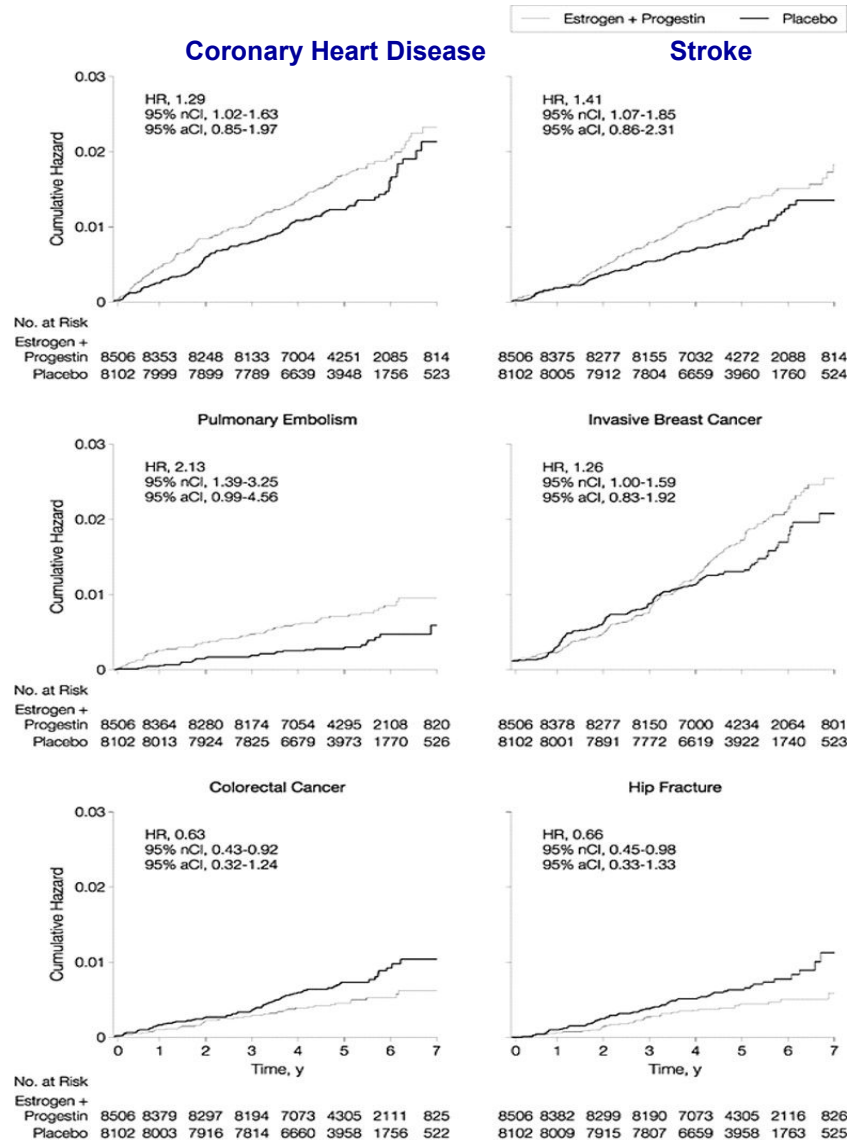 Estrogen + Progestin Placebo
Coronary Heart Disease Stroke
0.03
HR, 1.29
95% nCI, 1.02-1.63
95% aCI, 0.85-1.97
HR, 1.41
95% nCI, 1.07-1.85
95% aCI, 0.86-2.31
0.02
Cumulative Hazard
0.01
0
No. at Risk
Estrogen +
Progestin 8506 8353 8248 8133 7004 4251 2085 814 8506 8375 8277 8155 7032 4272 2088 814
Placebo 8102 7999 7899 7789 6639 3948 1756 523 8102 8005 7912 7804 6659 3960 1760 524
Pulmonary Embolism Invasive Breast Cancer
0.03
HR, 2.13
95% nCI, 1.39-3.25
95% aCI, 0.99-4.56
HR, 1.26
95% nCI, 1.00-1.59
95% aCI, 0.83-1.92
0.02
Cumulative Hazard
0.01
0
No. at Risk
Estrogen +
Progestin 8506 8364 8280 8174 7054 4295 2108 820 8506 8378 8277 8150 7000 4234 2064 801
Placebo 8102 8013 7924 7825 6679 3973 1770 526 8102 8001 7891 7772 6619 3922 1740 523
Colorectal Cancer Hip Fracture
0.03
HR, 0.63
95% nCI, 0.43-0.92
95% aCI, 0.32-1.24
HR, 0.66
95% nCI, 0.45-0.98
95% aCI, 0.33-1.33
0.02
Cumulative Hazard
0.01
0
0 1 2 3 4 5 6 7 0 1 2 3 4 5 6 7
Time, y Time, y
No. at Risk
Estrogen +
Progestin 8506 8379 8297 8194 7073 4305 2111 825 8506 8382 8299 8190 7073 4305 2116 826
Placebo 8102 8003 7916 7814 6660 3958 1756 522 8102 8009 7915 7807 6659 3958 1763 525